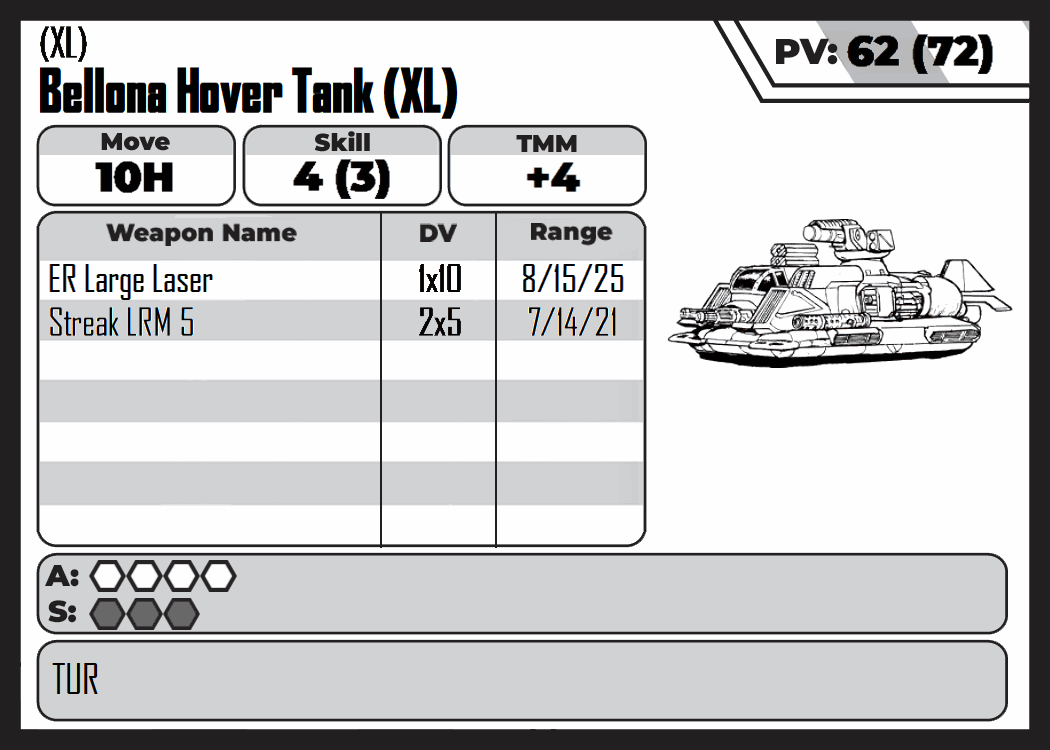 (XL)
Bellona Hover Tank (XL)
PV: 62 (72)
Move
10H
Skill
4 (3)
TMM
+4
Weapon Name DV Range
ER Large Laser 1x10 8/15/25
Streak LRM 5 2x5 7/14/21
A:
S:
TUR